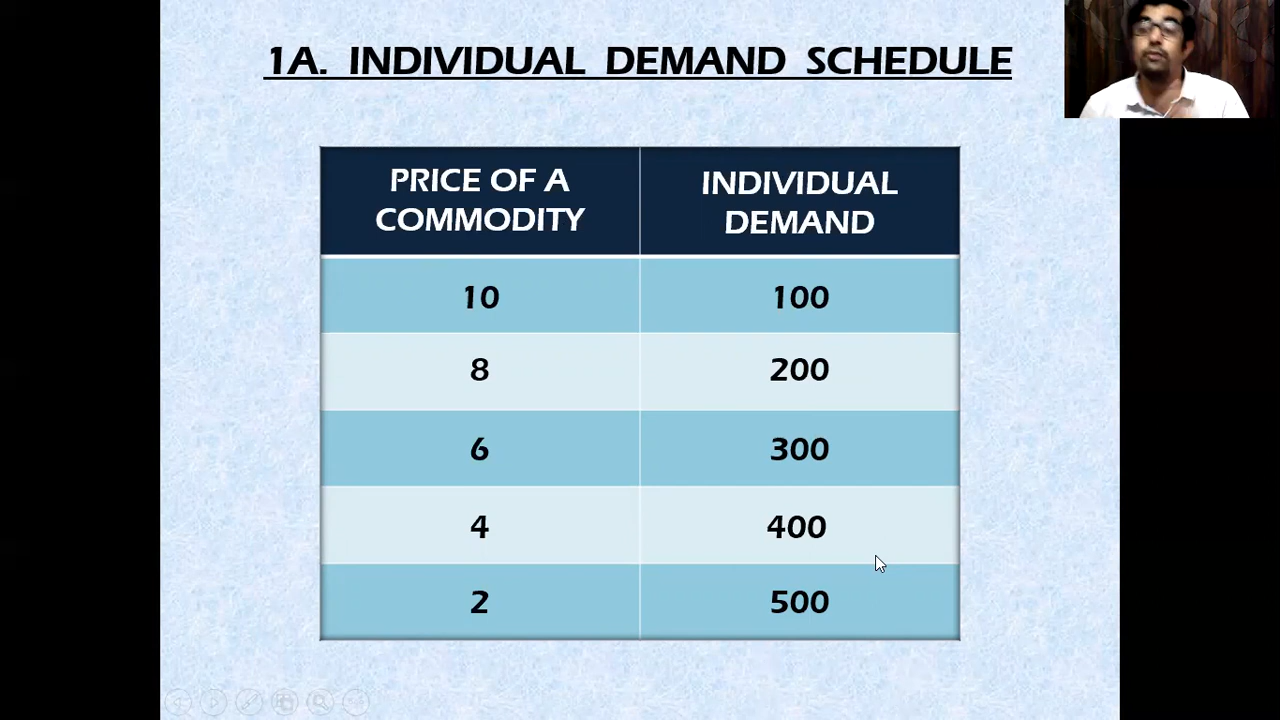 1A. INDIVIDUAL DEMAND SCHEDULE
PRICE OF A COMMODITY
INDIVIDUAL DEMAND
10 100
8 200
6 300
4 400
2 500